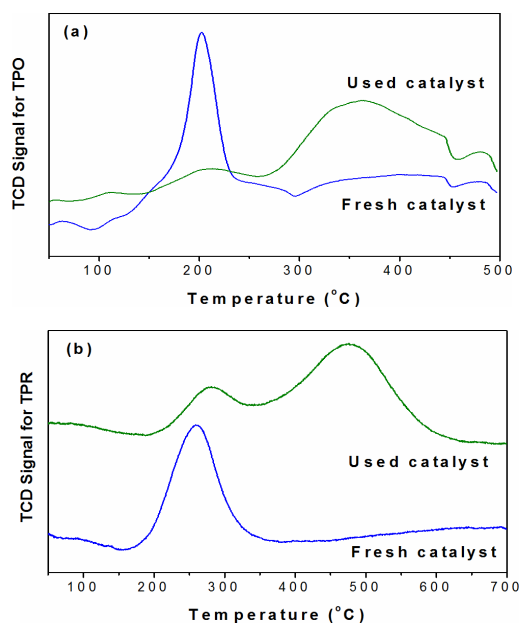 (a)
TCD Signal for TPO
Used catalyst
Fresh catalyst
100 200 300 400 500
Temperature (°C)
(b)
TCD Signal for TPR
Used catalyst
Fresh catalyst
100 200 300 400 500 600 700
Temperature (°C)